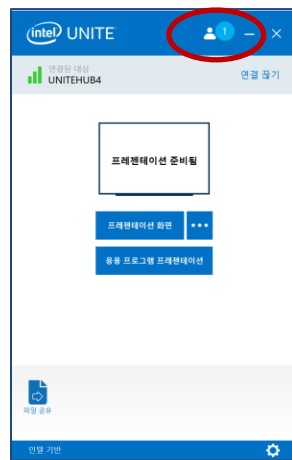 intel UNITE
1
연결된 대상
UNITEHUB4
연결 끊기
프레젠테이션 준비됨
프레젠테이션 화면
응용 프로그램 프레젠테이션
파일 공유
인텔 기반